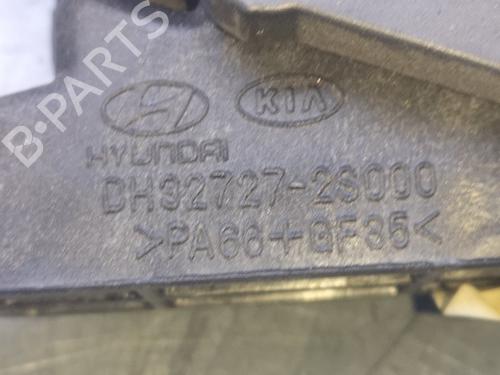 B-PARTS
KIA
HYUNDAI
DH32727-2S000
>PA66+GF35<